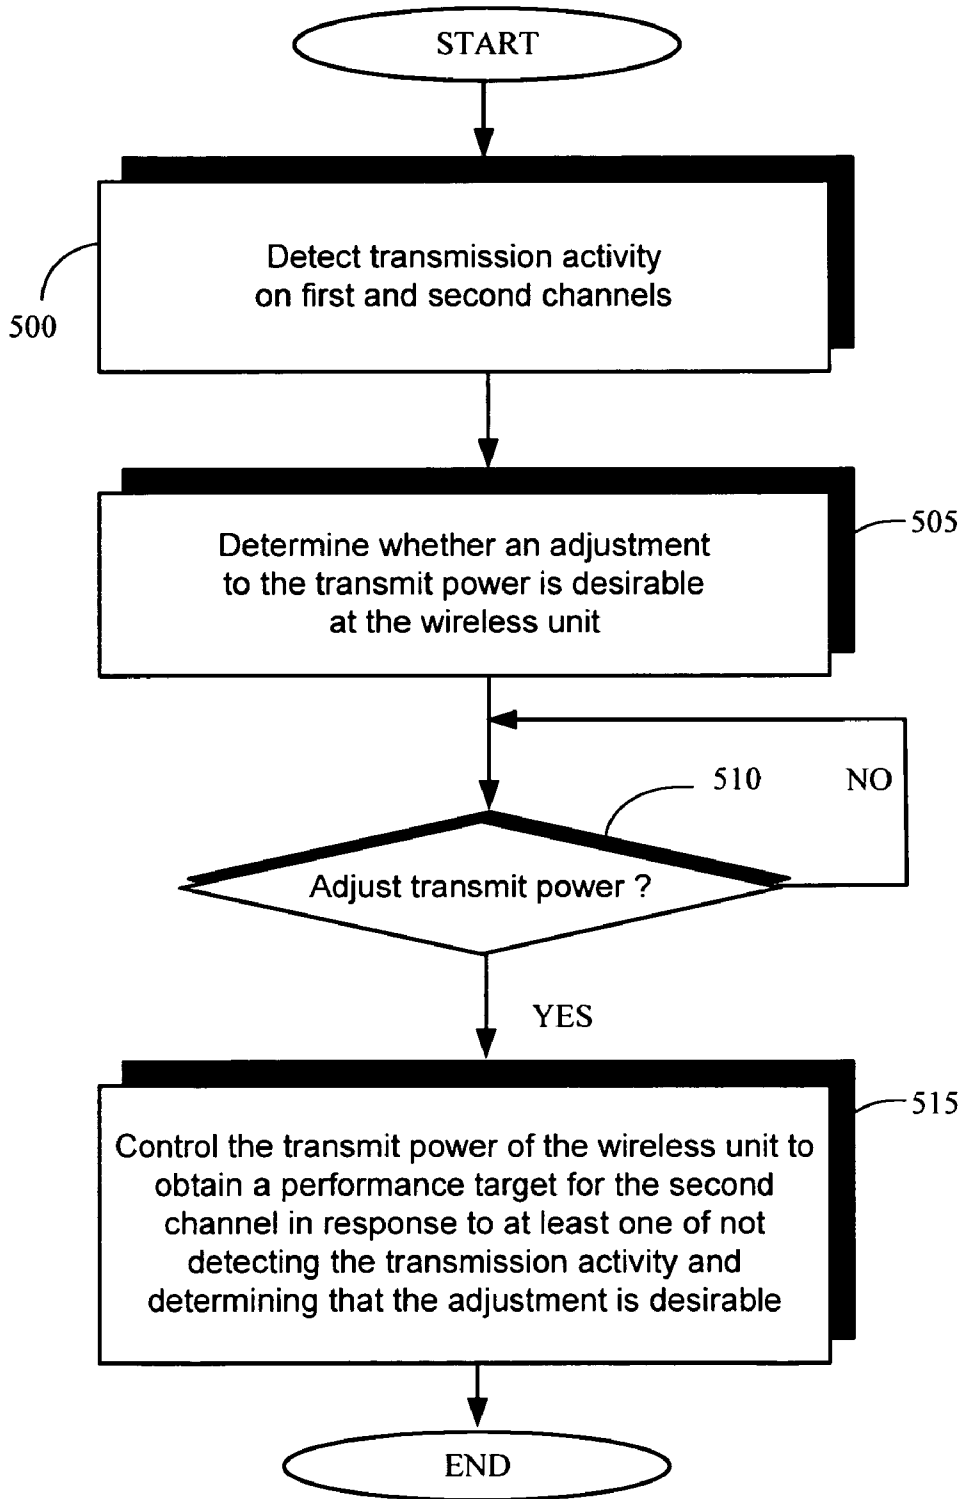 START
Detect transmission activity
on first and second channels
500
Determine whether an adjustment
to the transmit power is desirable
at the wireless unit
505
510
NO
Adjust transmit power ?
YES
Control the transmit power of the wireless unit to
obtain a performance target for the second
channel in response to at least one of not
detecting the transmission activity and
determining that the adjustment is desirable
515
END